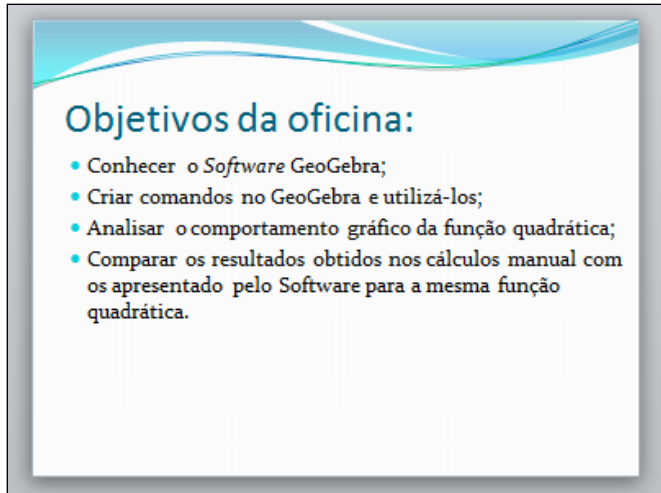 Objetivos da oficina:
• Conhecer o Software GeoGebra;
• Criar comandos no GeoGebra e utilizá-los;
• Analisar o comportamento gráfico da função quadrática;
• Comparar os resultados obtidos nos cálculos manual com
os apresentado pelo Software para a mesma função
quadrática.